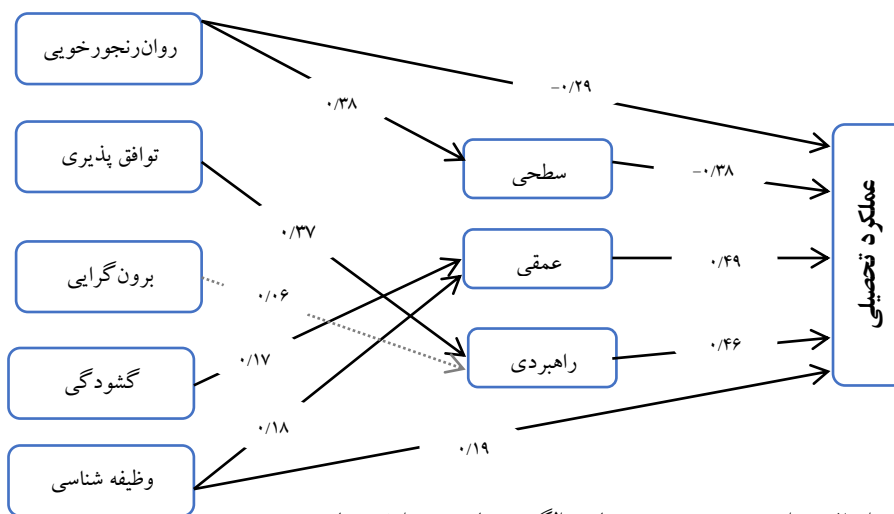 روان‌رنجورخویی
-۰/۲۹
۰/۳۸
توافق پذیری
سطحی
-۰/۳۸
عملکرد تحصیلی
۰/۳۷
برون‌گرایی
عمقی
۰/۴۹
۰/۰۶
گشودگی
۰/۱۷
راهبردی
۰/۴۶
۰/۱۸
وظیفه شناسی
۰/۱۹